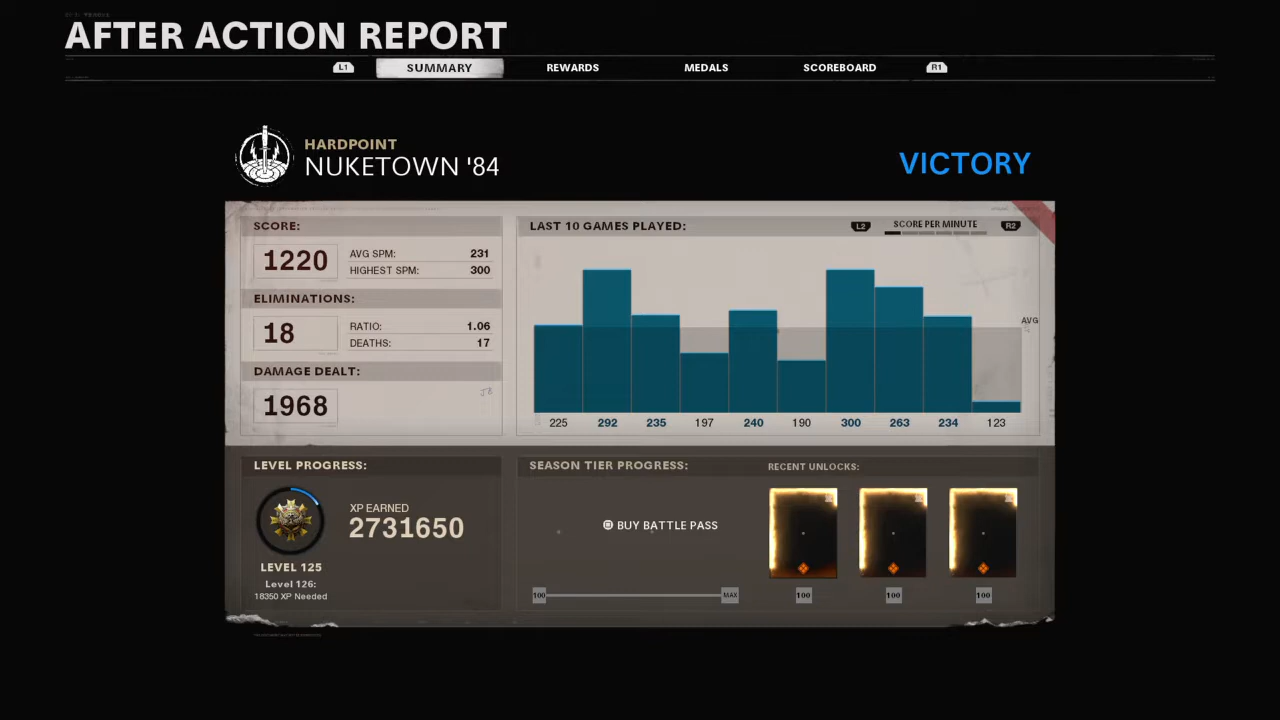 AFTER ACTION REPORT
L1 SUMMARY REWARDS MEDALS SCOREBOARD R1
HARDPOINT
NUKETOWN '84
VICTORY
SCORE:
1220
AVG SPM: 231
HIGHEST SPM: 300
ELIMINATIONS:
18
RATIO: 1.06
DEATHS: 17
DAMAGE DEALT:
1968
LAST 10 GAMES PLAYED:
L2 SCORE PER MINUTE R2
AVG
225 292 235 197 240 190 300 263 234 123
LEVEL PROGRESS:
XP EARNED
2731650
LEVEL 125
Level 126:
18350 XP Needed
SEASON TIER PROGRESS:
BUY BATTLE PASS
100 MAX
RECENT UNLOCKS:
100 100 100